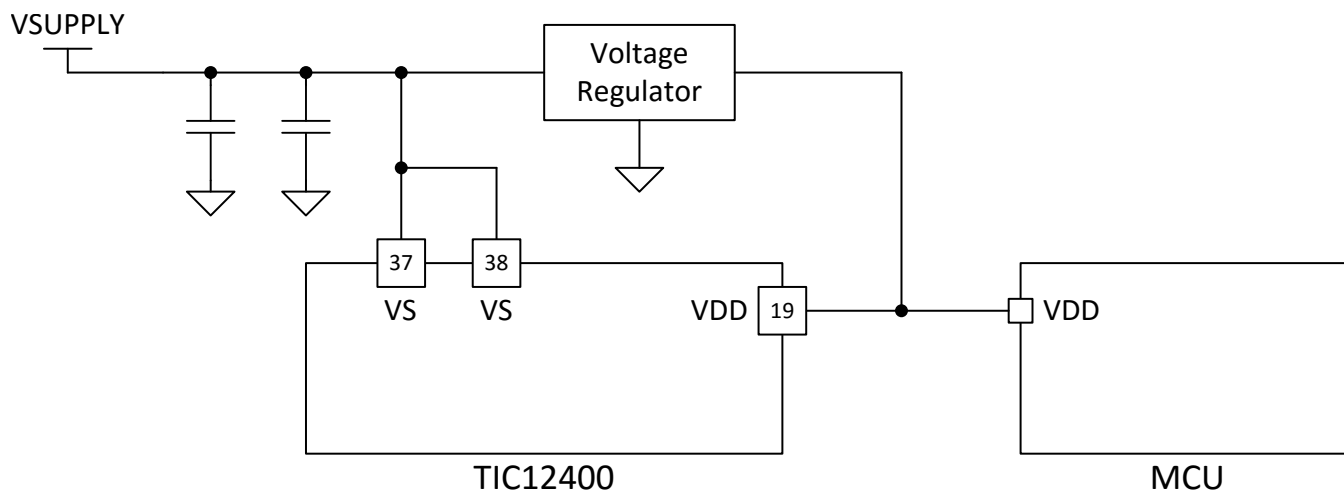 VSUPPLY
Voltage
Regulator
37
38
VS
VS
VDD
19
VDD
TIC12400
MCU